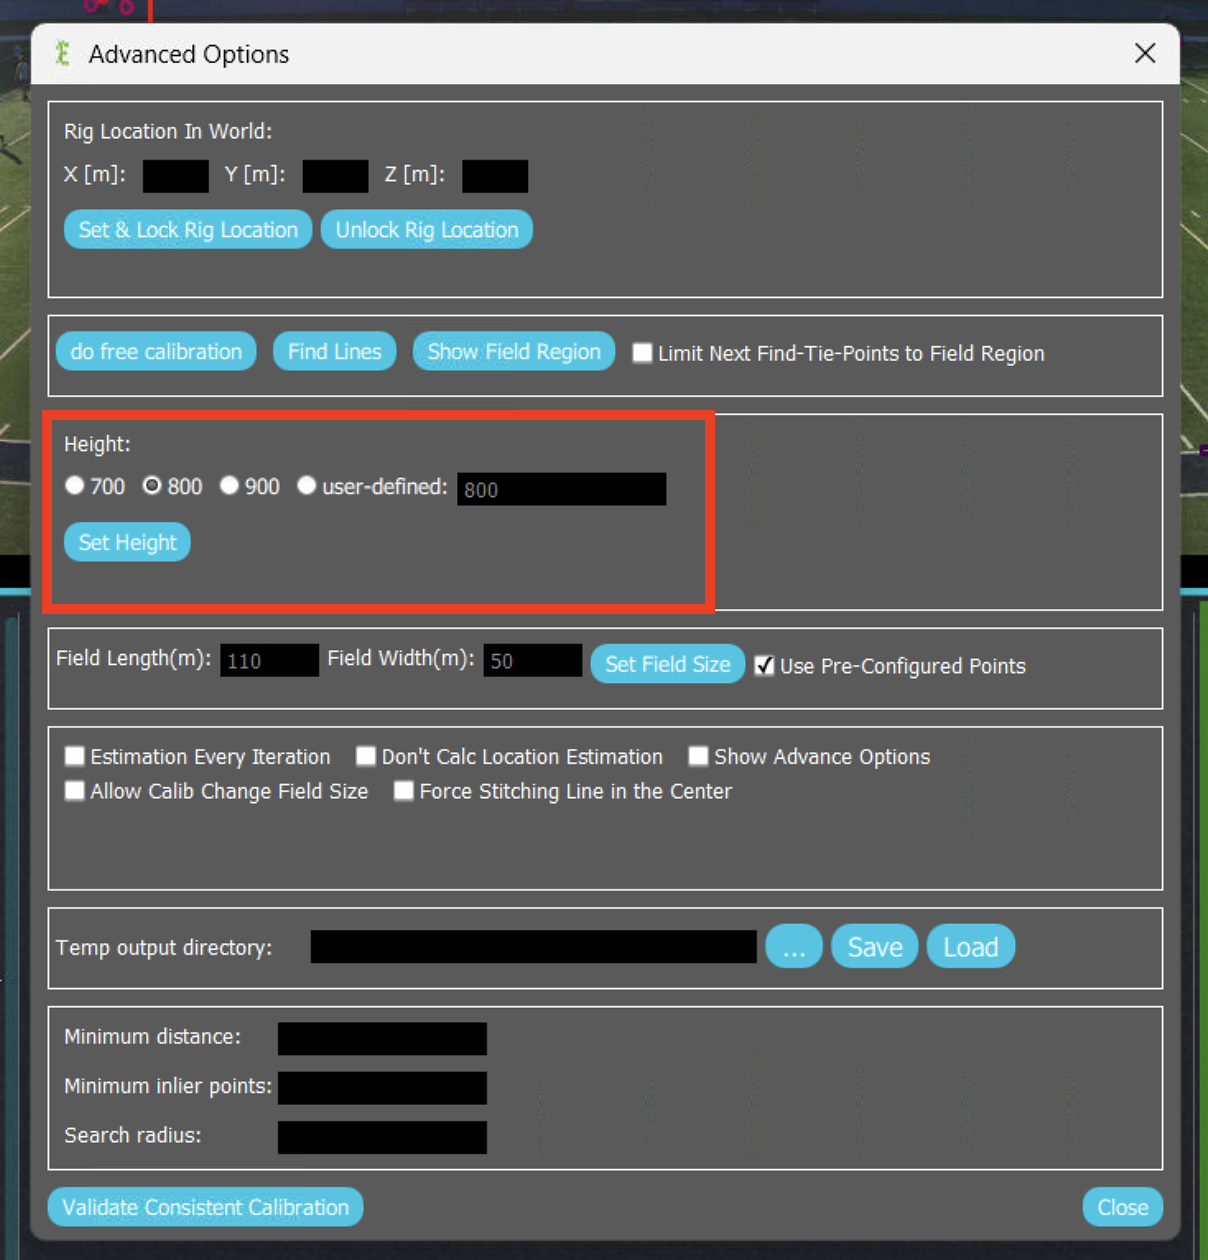 Advanced Options
Rig Location In World:
X [m]: Y [m]: Z [m]:
Set & Lock Rig Location Unlock Rig Location
do free calibration Find Lines Show Field Region Limit Next Find-Tie-Points to Field Region
Height:
700 800 900 user-defined: 800
Set Height
Field Length(m): 110 Field Width(m): 50 Set Field Size Use Pre-Configured Points
Estimation Every Iteration Don't Calc Location Estimation Show Advance Options
Allow Calib Change Field Size Force Stitching Line in the Center
Temp output directory: ... Save Load
Minimum distance:
Minimum inlier points:
Search radius:
Validate Consistent Calibration Close